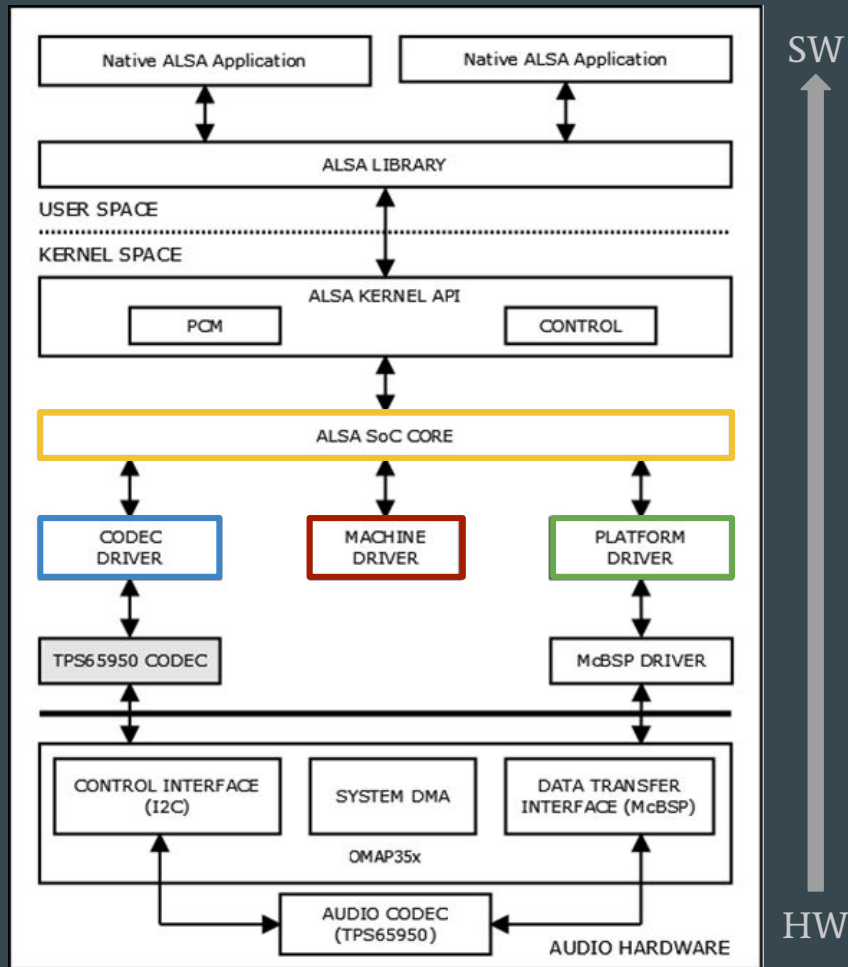 Native ALSA Application
Native ALSA Application
SW
ALSA LIBRARY
USER SPACE
KERNEL SPACE
ALSA KERNEL API
PCM
CONTROL
ALSA SoC CORE
CODEC
DRIVER
MACHINE
DRIVER
PLATFORM
DRIVER
TPS65950 CODEC
McBSP DRIVER
CONTROL INTERFACE
(I2C)
SYSTEM DMA
DATA TRANSFER
INTERFACE (McBSP)
OMAP35x
AUDIO CODEC
(TPS65950)
AUDIO HARDWARE
HW